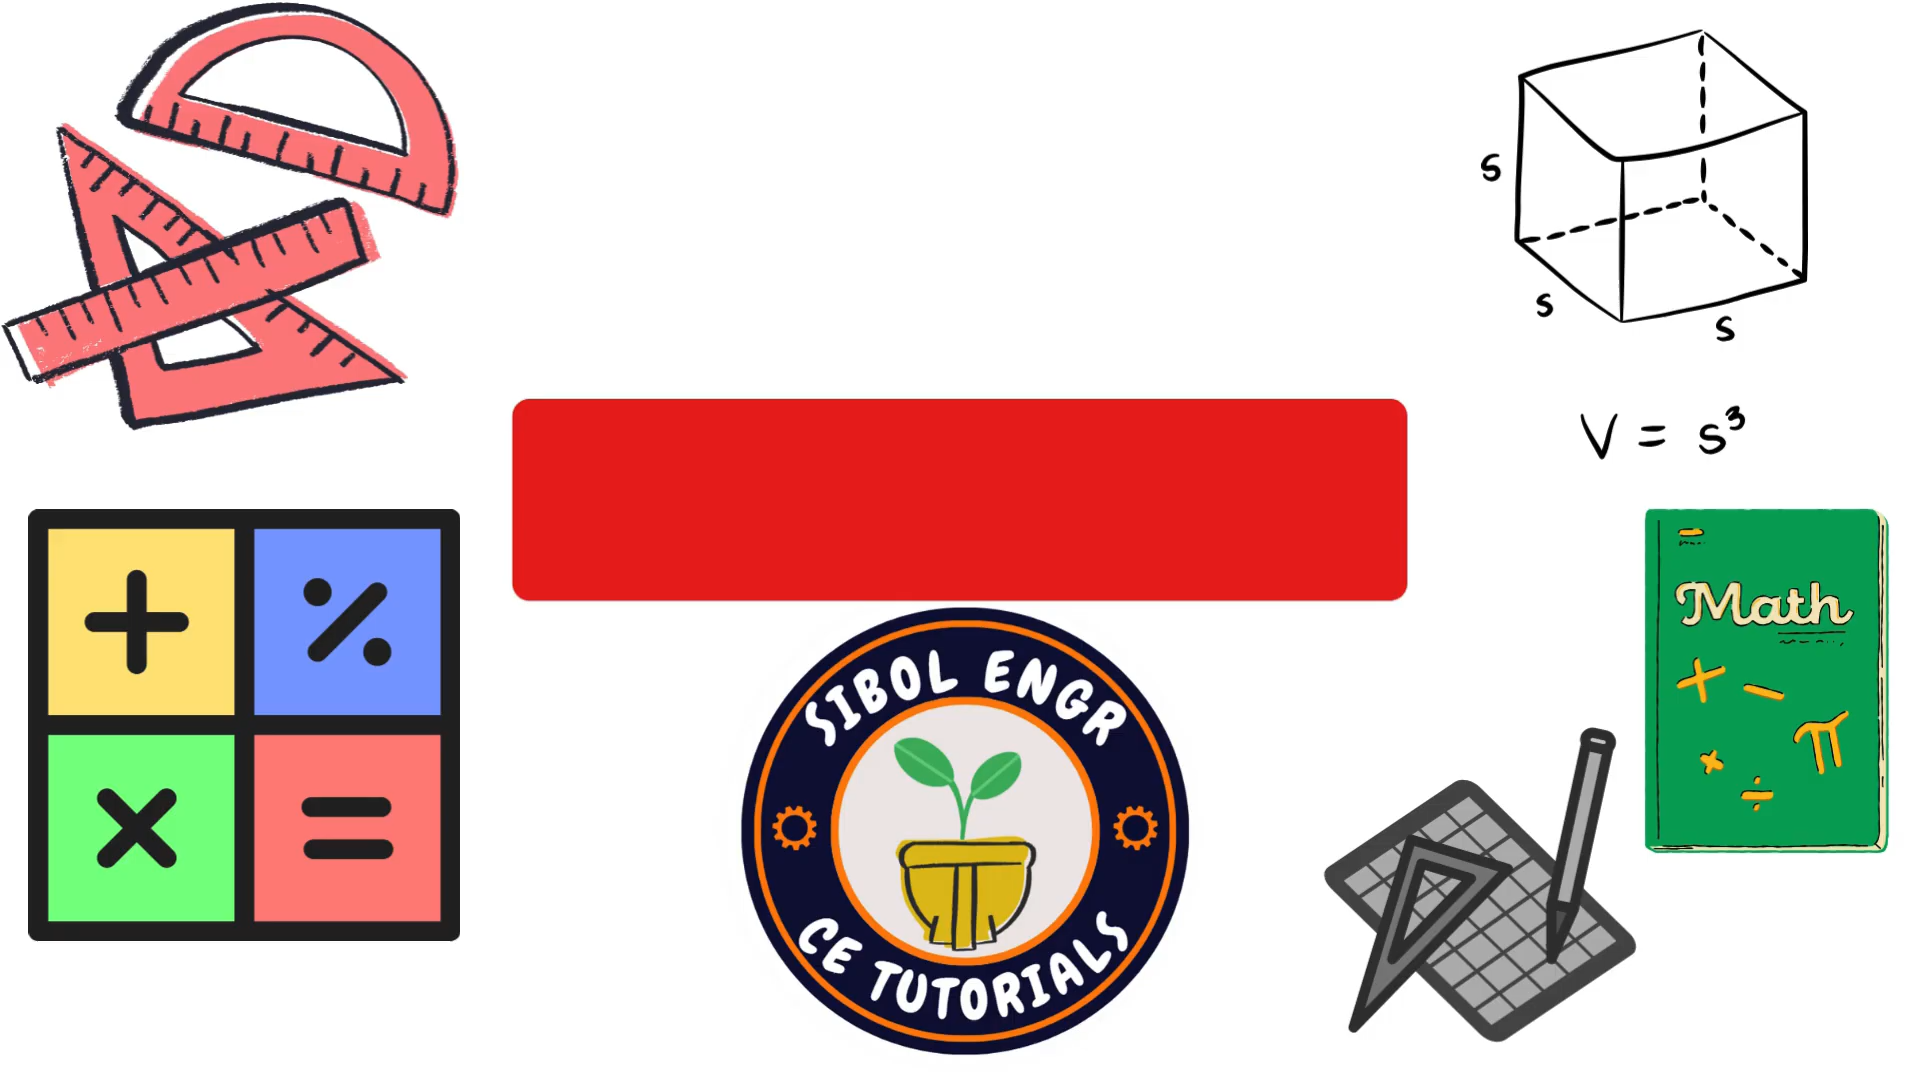 S
S
S
V = s³
Math
SIBOL ENGR
CE TUTORIALS